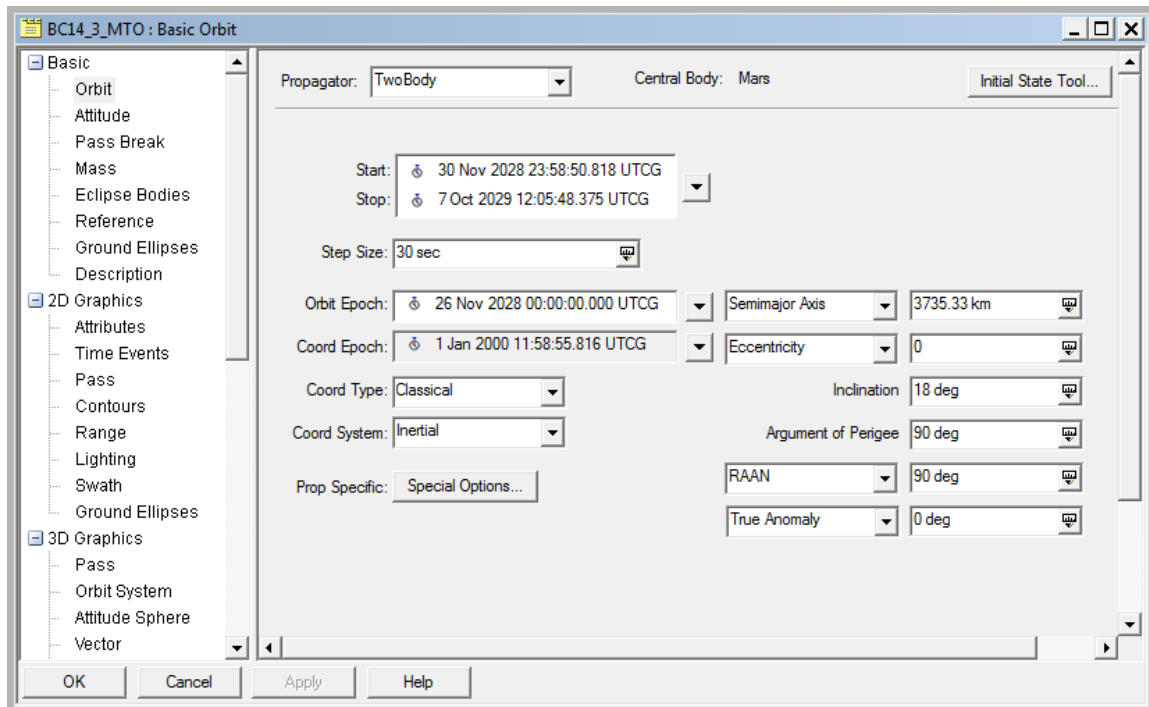 BC14_3_MTO : Basic Orbit
Basic
Orbit
Attitude
Pass Break
Mass
Eclipse Bodies
Reference
Ground Ellipses
Description
2D Graphics
Attributes
Time Events
Pass
Contours
Range
Lighting
Swath
Ground Ellipses
3D Graphics
Pass
Orbit System
Attitude Sphere
Vector
Propagator: TwoBody Central Body: Mars Initial State Tool...
Start: 30 Nov 2028 23:58:50.818 UTCG
Stop: 7 Oct 2029 12:05:48.375 UTCG
Step Size: 30 sec
Orbit Epoch: 26 Nov 2028 00:00:00.000 UTCG Semimajor Axis 3735.33 km
Coord Epoch: 1 Jan 2000 11:58:55.816 UTCG Eccentricity 0
Coord Type: Classical Inclination 18 deg
Coord System: Inertial Argument of Perigee 90 deg
Prop Specific: Special Options... RAAN 90 deg
True Anomaly 0 deg
OK Cancel Apply Help